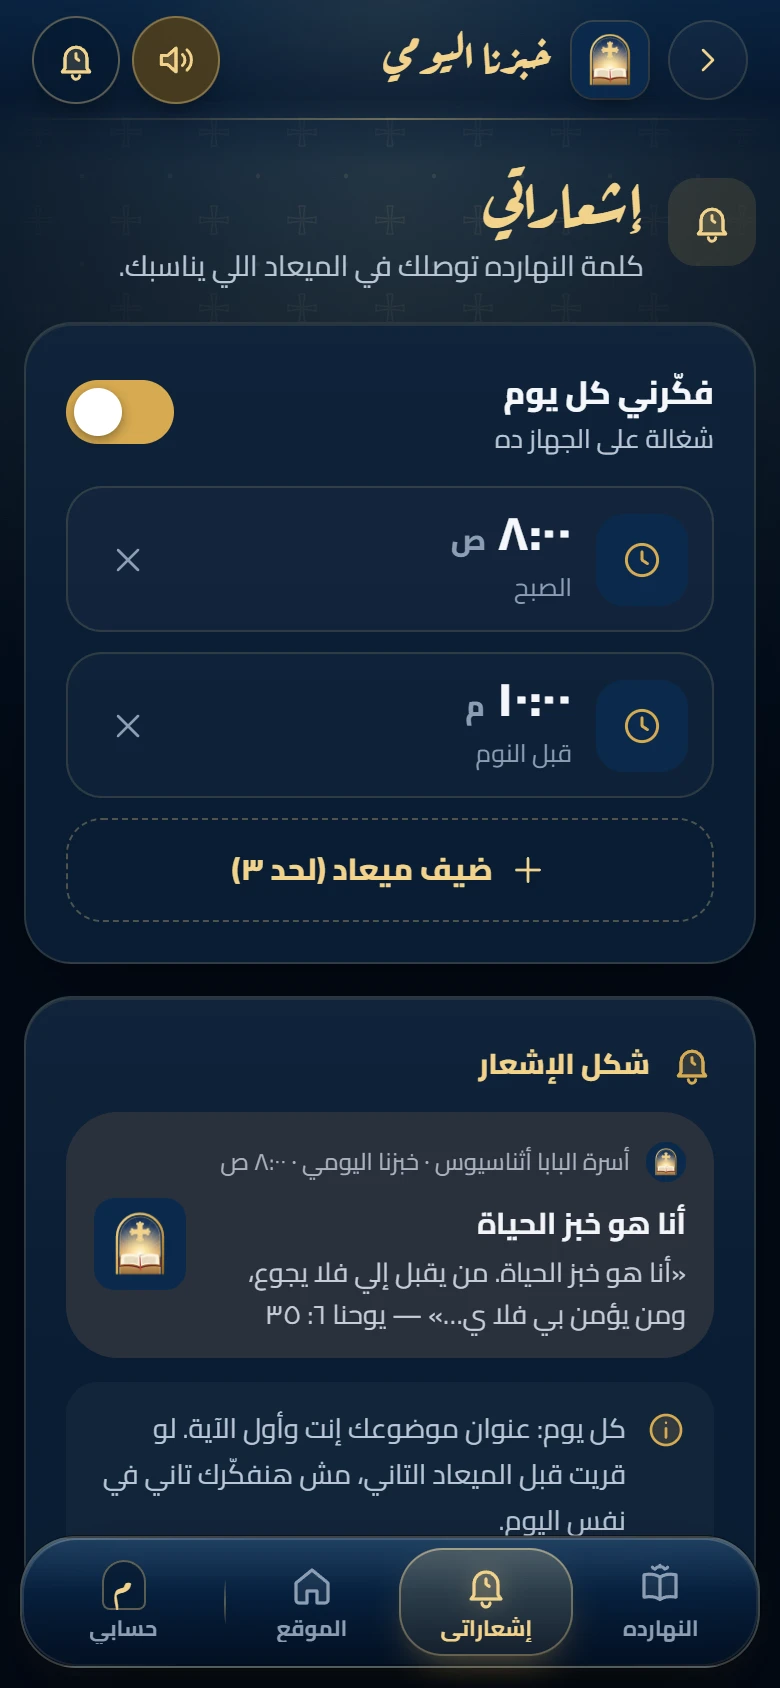 خبزنا اليومي
إشعاراتي
كلمة النهارده توصلك في الميعاد اللي يناسبك.
فكّرني كل يوم
شغالة على الجهاز ده
٨:٠٠ ص
الصبح
١٠:٠٠ م
قبل النوم
ضيف ميعاد (لحد ٣)
شكل الإشعار
أسرة البابا أثناسيوس · خبزنا اليومي · ٨:٠٠ ص
أنا هو خبز الحياة
«أنا هو خبز الحياة. من يقبل إلي فلا يجوع،
ومن يؤمن بي فلا ي...» — يوحنا ٦: ٣٥
كل يوم: عنوان موضوعك إنت وأول الآية. لو
قريت قبل الميعاد التاني، مش هنفكّرك تاني في
نفس اليوم.
النهارده
إشعاراتي
الموقع
م
حسابي